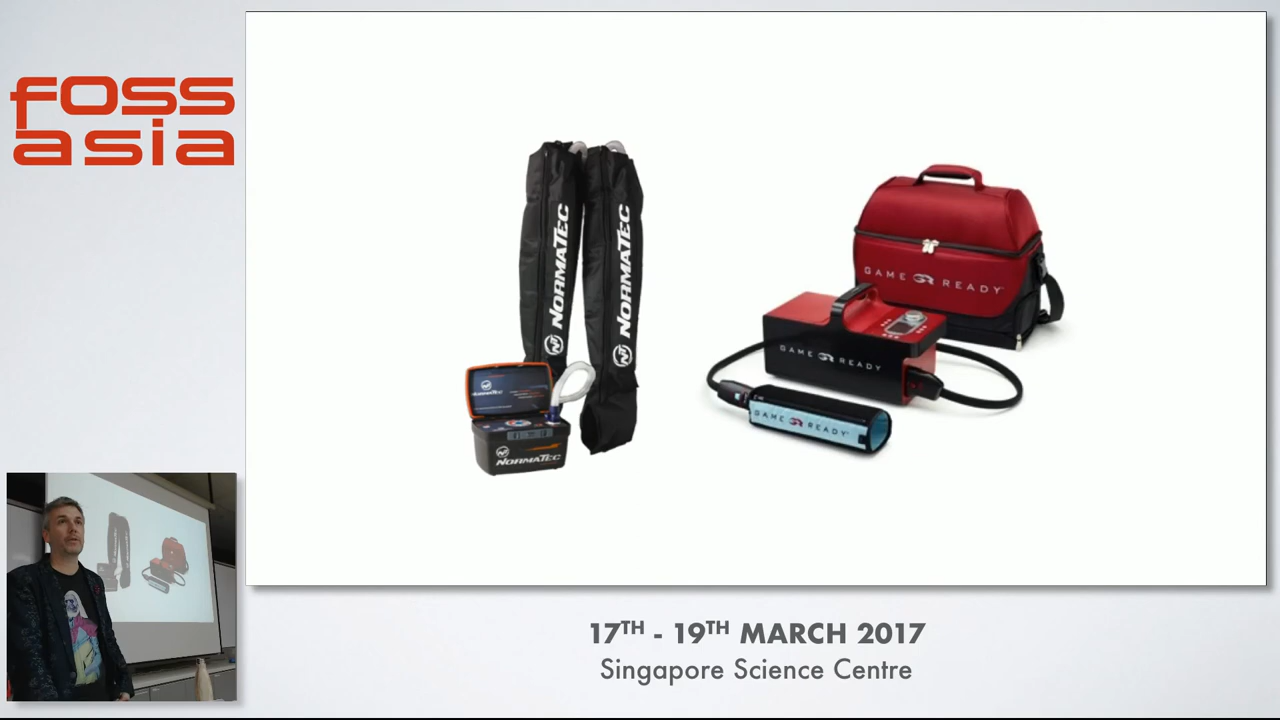 foss
asia
NORMATEC
NORMATEC
NORMATEC
GAME READY
GAME READY
GAME READY
17TH - 19TH MARCH 2017
Singapore Science Centre